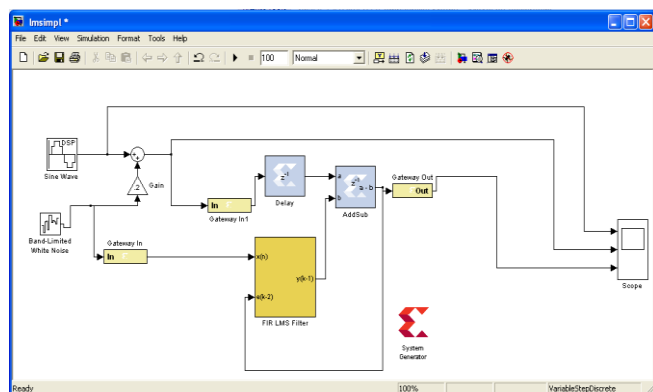 lmsimpl *
File Edit View Simulation Format Tools Help
100 Normal
DSP
Sine Wave
.2
Gain
Band-Limited
White Noise
Gateway In
In
In
Gateway In1
z-1
Delay
a
b
z-1
a - b
AddSub
Gateway Out
Out
x(n)
e(k-2)
y(k-1)
FIR LMS Filter
System
Generator
Scope
Ready 100% VariableStepDiscrete